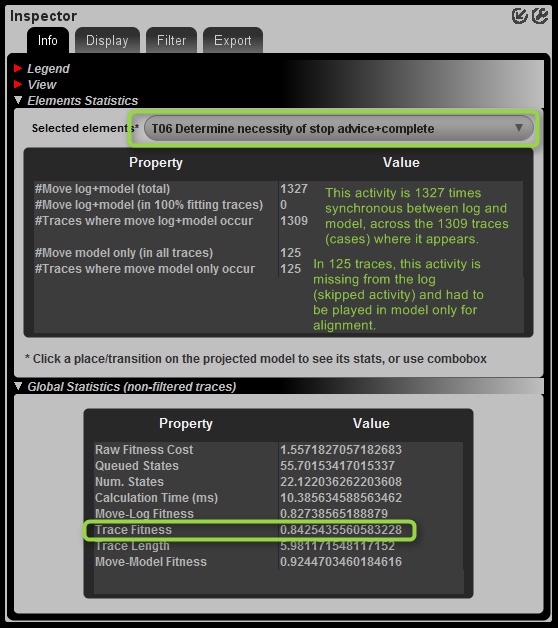 Inspector
Info Display Filter Export
Legend
View
Elements Statistics
Selected elements* T06 Determine necessity of stop advice+complete
Property Value
#Move log+model (total) 1327
#Move log+model (in 100% fitting traces) 0
#Traces where move log+model occur 1309
#Move model only (in all traces) 125
#Traces where move model only occur 125
This activity is 1327 times
synchronous between log and
model, across the 1309 traces
(cases) where it appears.
In 125 traces, this activity is
missing from the log
(skipped activity) and had to
be played in model only for
alignment.
* Click a place/transition on the projected model to see its stats, or use combobox
Global Statistics (non-filtered traces)
Property Value
Raw Fitness Cost 1.5571827057182683
Queued States 55.70153417015337
Num. States 22.122036262203608
Calculation Time (ms) 10.385634588563462
Move-Log Fitness 0.82738565188879
Trace Fitness 0.8425435560583228
Trace Length 5.981171548117152
Move-Model Fitness 0.9244703460184616